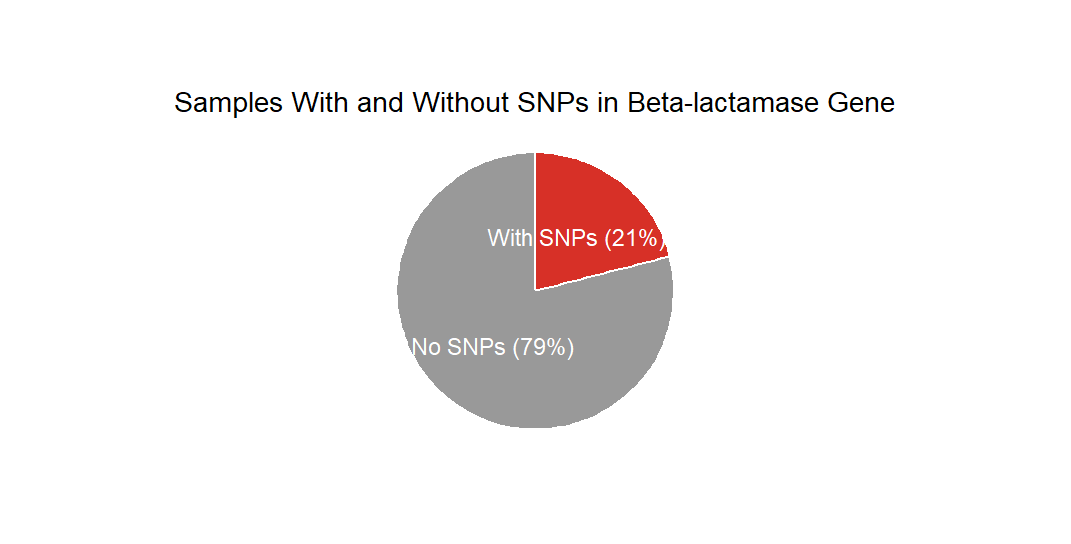 Samples With and Without SNPs in Beta-lactamase Gene
With SNPs (21%)
No SNPs (79%)